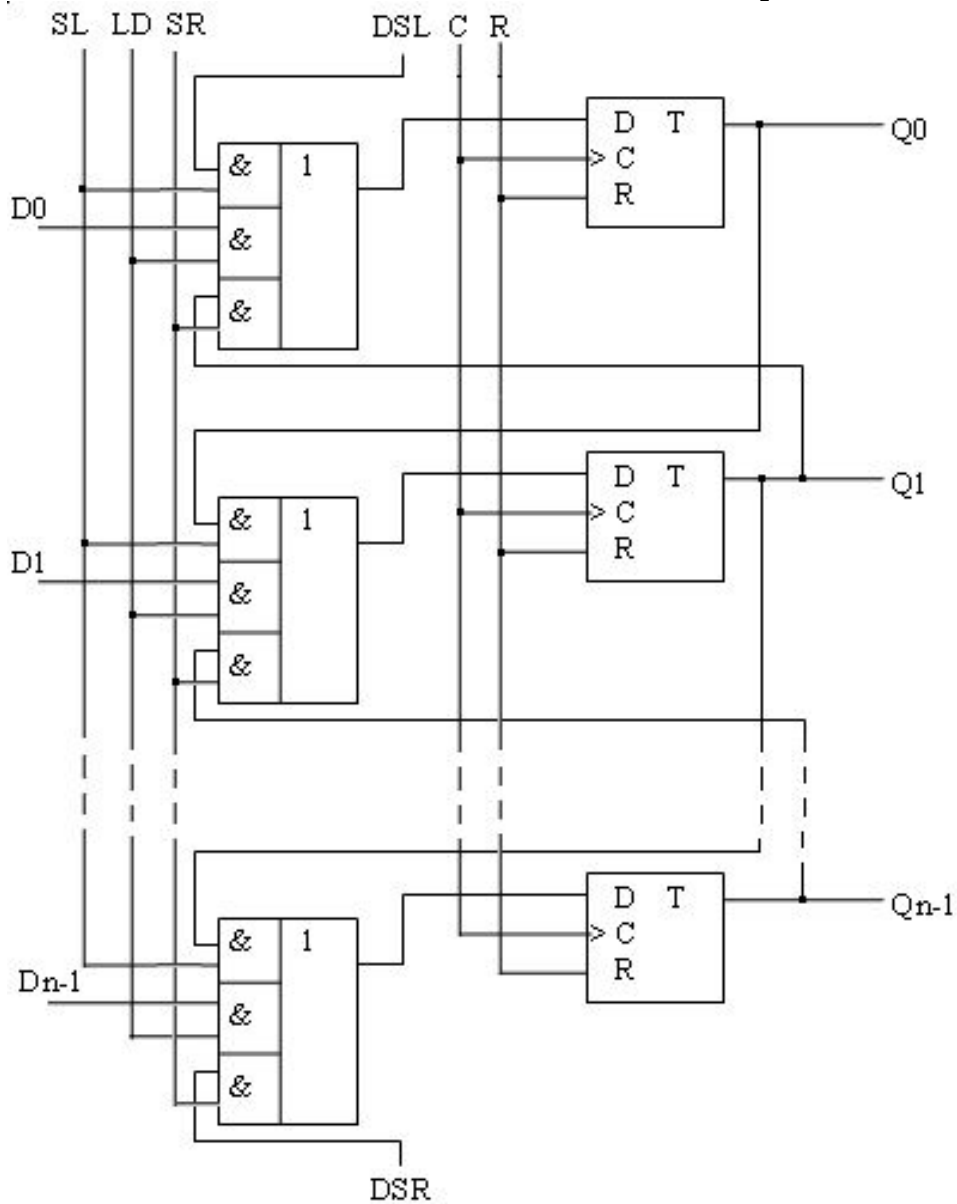 SL LD SR DSL C R
D T
& 1 C Q0
R
D0
&
&
D T
& 1 C Q1
R
D1
&
&
D T
& 1 C Qn-1
R
Dn-1
&
&
DSR